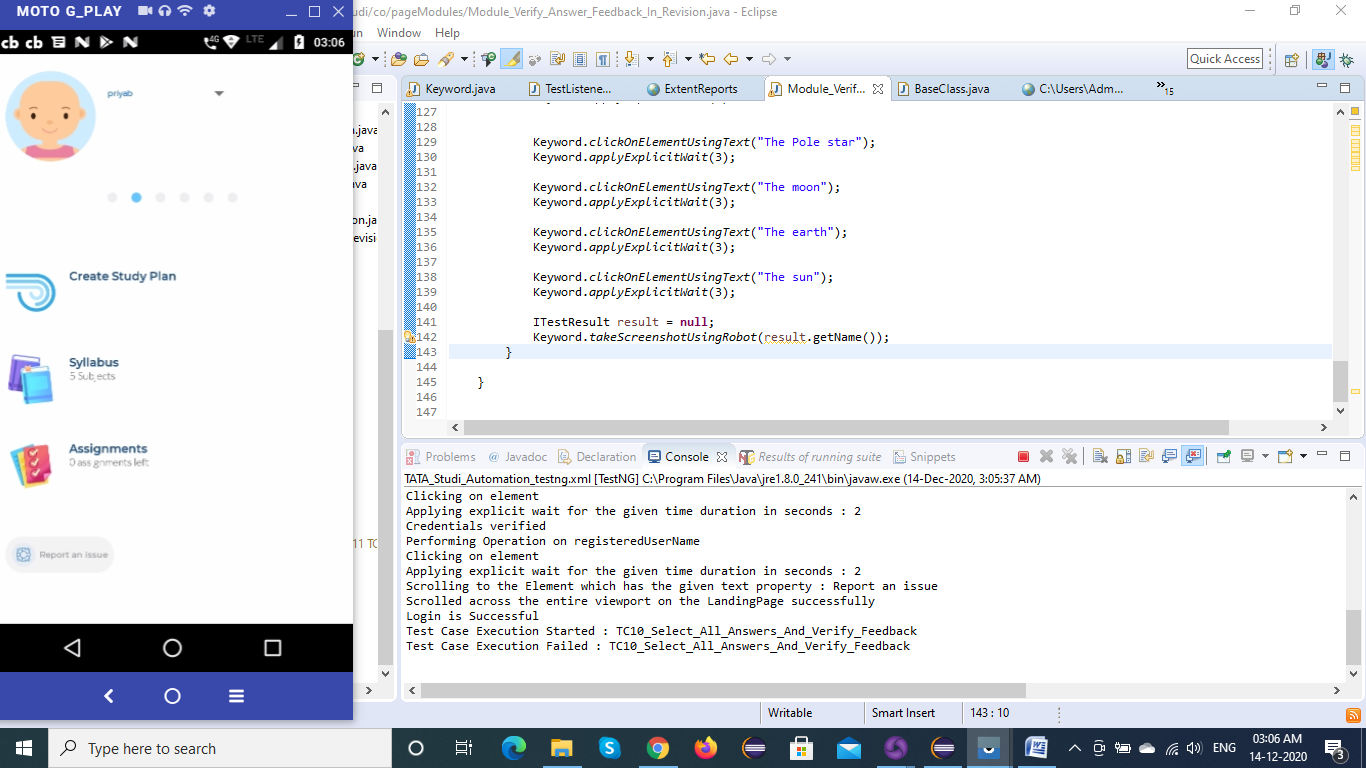 MOTO G_PLAY
cb cb
4G LTE 03:06
priyab
Create Study Plan
Syllabus
5 Subjects
Assignments
0 assignments left
Report an issue
udi/co/pageModules/Module_Verify_Answer_Feedback_In_Revision.java - Eclipse
un Window Help
Quick Access
Keyword.java
TestListene...
ExtentReports
Module_Verif...
BaseClass.java
C:\Users\Adm...
15
.java
va
.java
va
on.ja
evisi
11 TC
127
128
129 Keyword.clickOnElementUsingText("The Pole star");
130 Keyword.applyExplicitWait(3);
131
132 Keyword.clickOnElementUsingText("The moon");
133 Keyword.applyExplicitWait(3);
134
135 Keyword.clickOnElementUsingText("The earth");
136 Keyword.applyExplicitWait(3);
137
138 Keyword.clickOnElementUsingText("The sun");
139 Keyword.applyExplicitWait(3);
140
141 ITestResult result = null;
142 Keyword.takeScreenshotUsingRobot(result.getName());
143 }
144
145 }
146
147
Problems @ Javadoc Declaration Console Results of running suite Snippets
TATA_Studi_Automation_testng.xml [TestNG] C:\Program Files\Java\jre1.8.0_241\bin\javaw.exe (14-Dec-2020, 3:05:37 AM)
Clicking on element
Applying explicit wait for the given time duration in seconds : 2
Credentials verified
Performing Operation on registeredUserName
Clicking on element
Applying explicit wait for the given time duration in seconds : 2
Scrolling to the Element which has the given text property : Report an issue
Scrolled across the entire viewport on the LandingPage successfully
Login is Successful
Test Case Execution Started : TC10_Select_All_Answers_And_Verify_Feedback
Test Case Execution Failed : TC10_Select_All_Answers_And_Verify_Feedback
Writable
Smart Insert
143 : 10
Type here to search
ENG
03:06 AM
14-12-2020
3